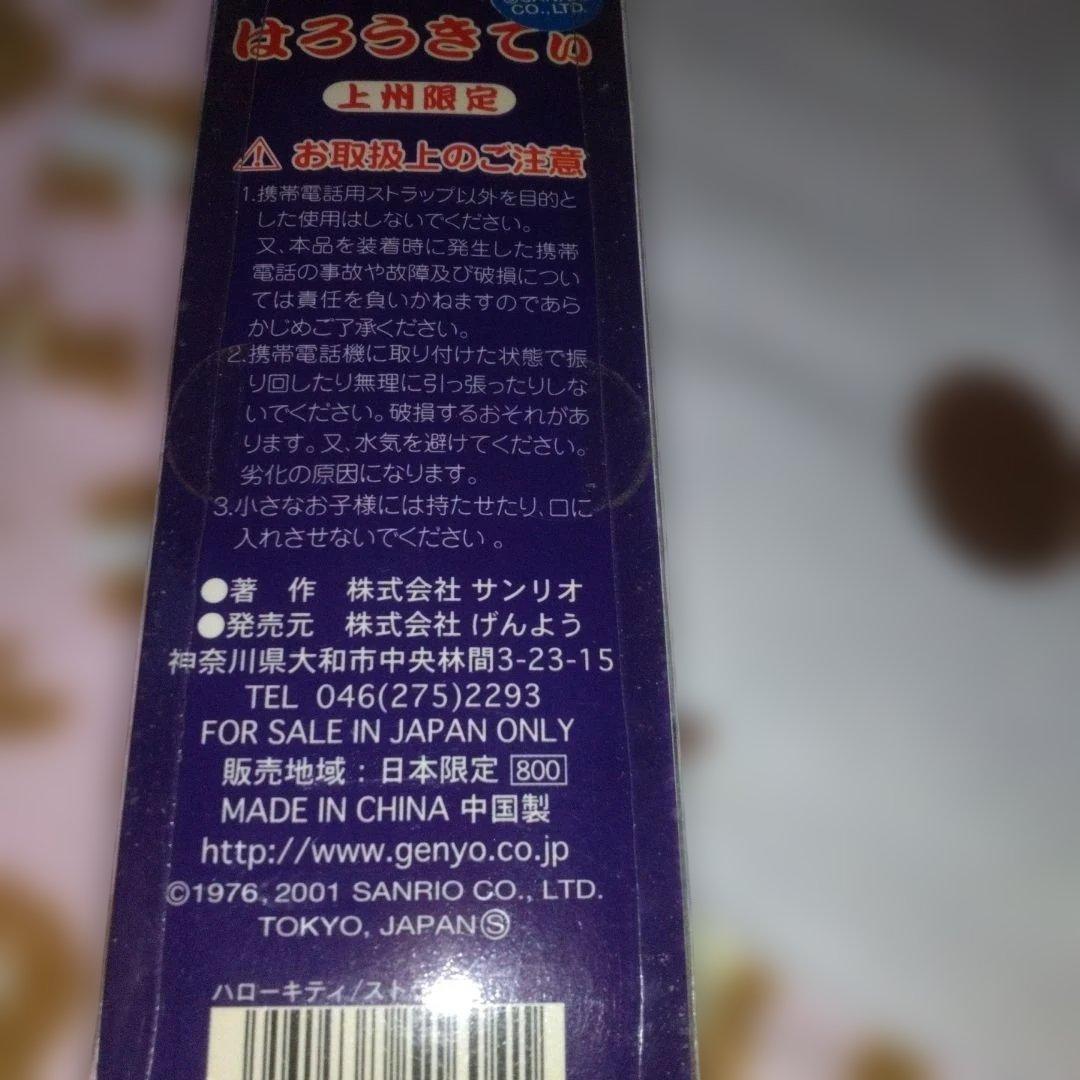 CO.,LTD.
はろうきてぃ
上州限定
お取扱上のご注意
1.携帯電話用ストラップ以外を目的と
した使用はしないでください。
又、本品を装着時に発生した携帯
電話の事故や故障及び破損につい
ては責任を負いかねますのであら
かじめご了承ください。
2.携帯電話機に取り付けた状態で振
り回したり無理に引っ張ったりしな
いでください。破損するおそれがあ
ります。又、水気を避けてください。
劣化の原因になります。
3.小さなお子様には持たせたり、口に
入れさせないでください。
●著 作 株式会社 サンリオ
●発売元 株式会社 げんよう
神奈川県大和市中央林間3-23-15
TEL 046(275)2293
FOR SALE IN JAPAN ONLY
販売地域：日本限定 800
MADE IN CHINA 中国製
http://www.genyo.co.jp
©1976, 2001 SANRIO CO., LTD.
TOKYO, JAPAN Ⓢ
ハローキティ/スト